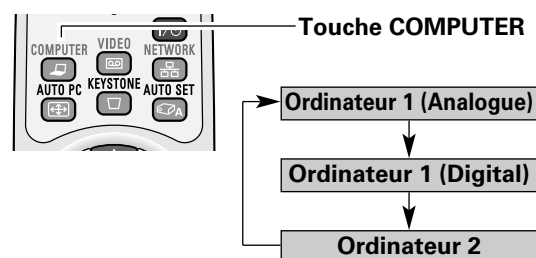 I/O
Touche COMPUTER
COMPUTER VIDEO NETWORK
AUTO PC KEYSTONE AUTO SET
A
Ordinateur 1 (Analogue)
Ordinateur 1 (Digital)
Ordinateur 2